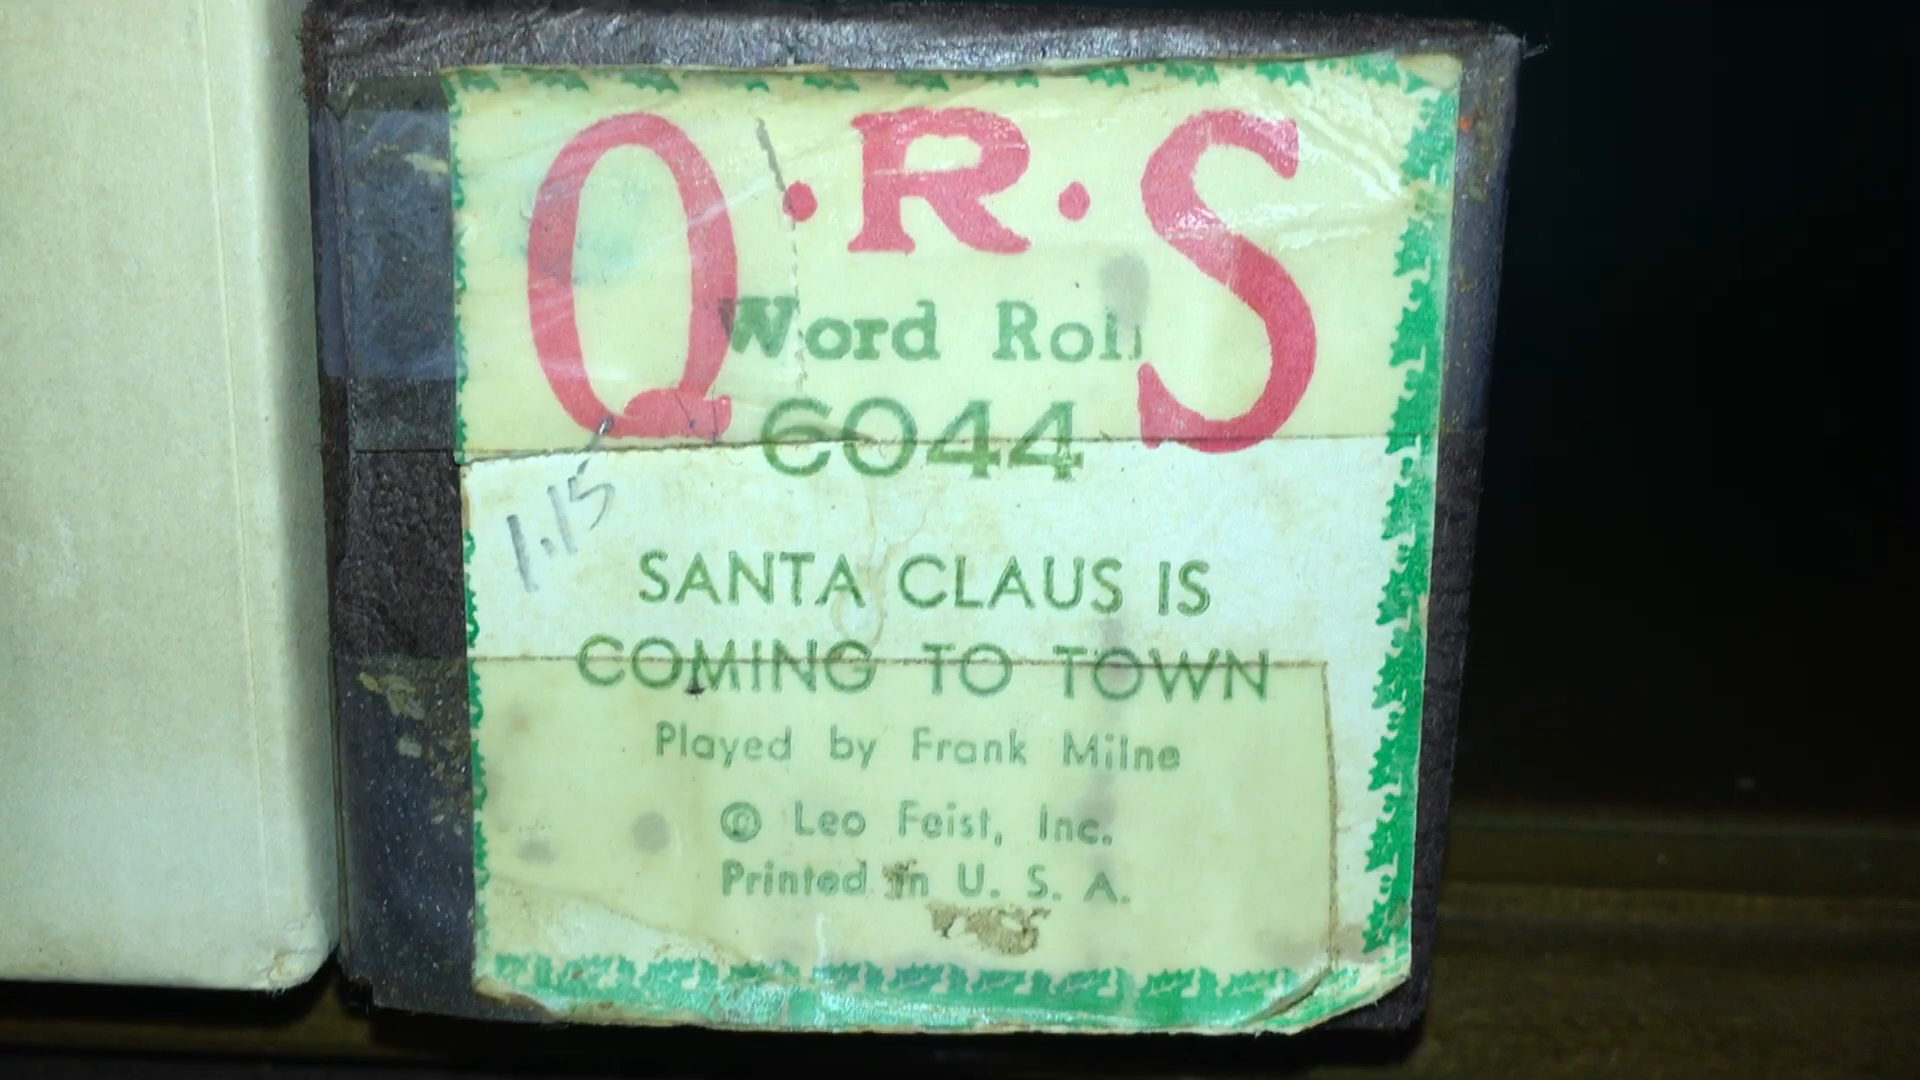 Q·R·S
Word Roll
6044
1.15
SANTA CLAUS IS
COMING TO TOWN
Played by Frank Milne
© Leo Feist, Inc.
Printed in U. S. A.